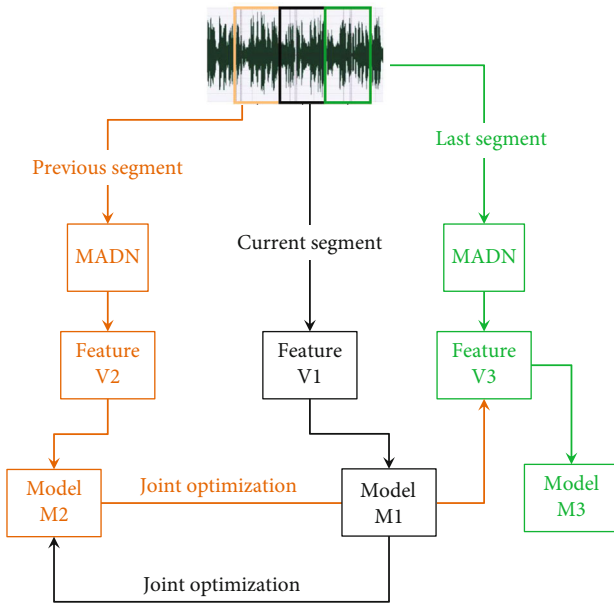 Last segment
Previous segment
Current segment
MADN
MADN
Feature
V2
Feature
V1
Feature
V3
Model
M2
Joint optimization
Model
M1
Model
M3
Joint optimization